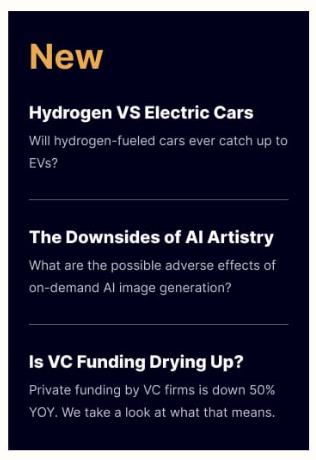 New
Hydrogen VS Electric Cars
Will hydrogen-fueled cars ever catch up to
EVs?
The Downsides of AI Artistry
What are the possible adverse effects of
on-demand AI image generation?
Is VC Funding Drying Up?
Private funding by VC firms is down 50%
YOY. We take a look at what that means.